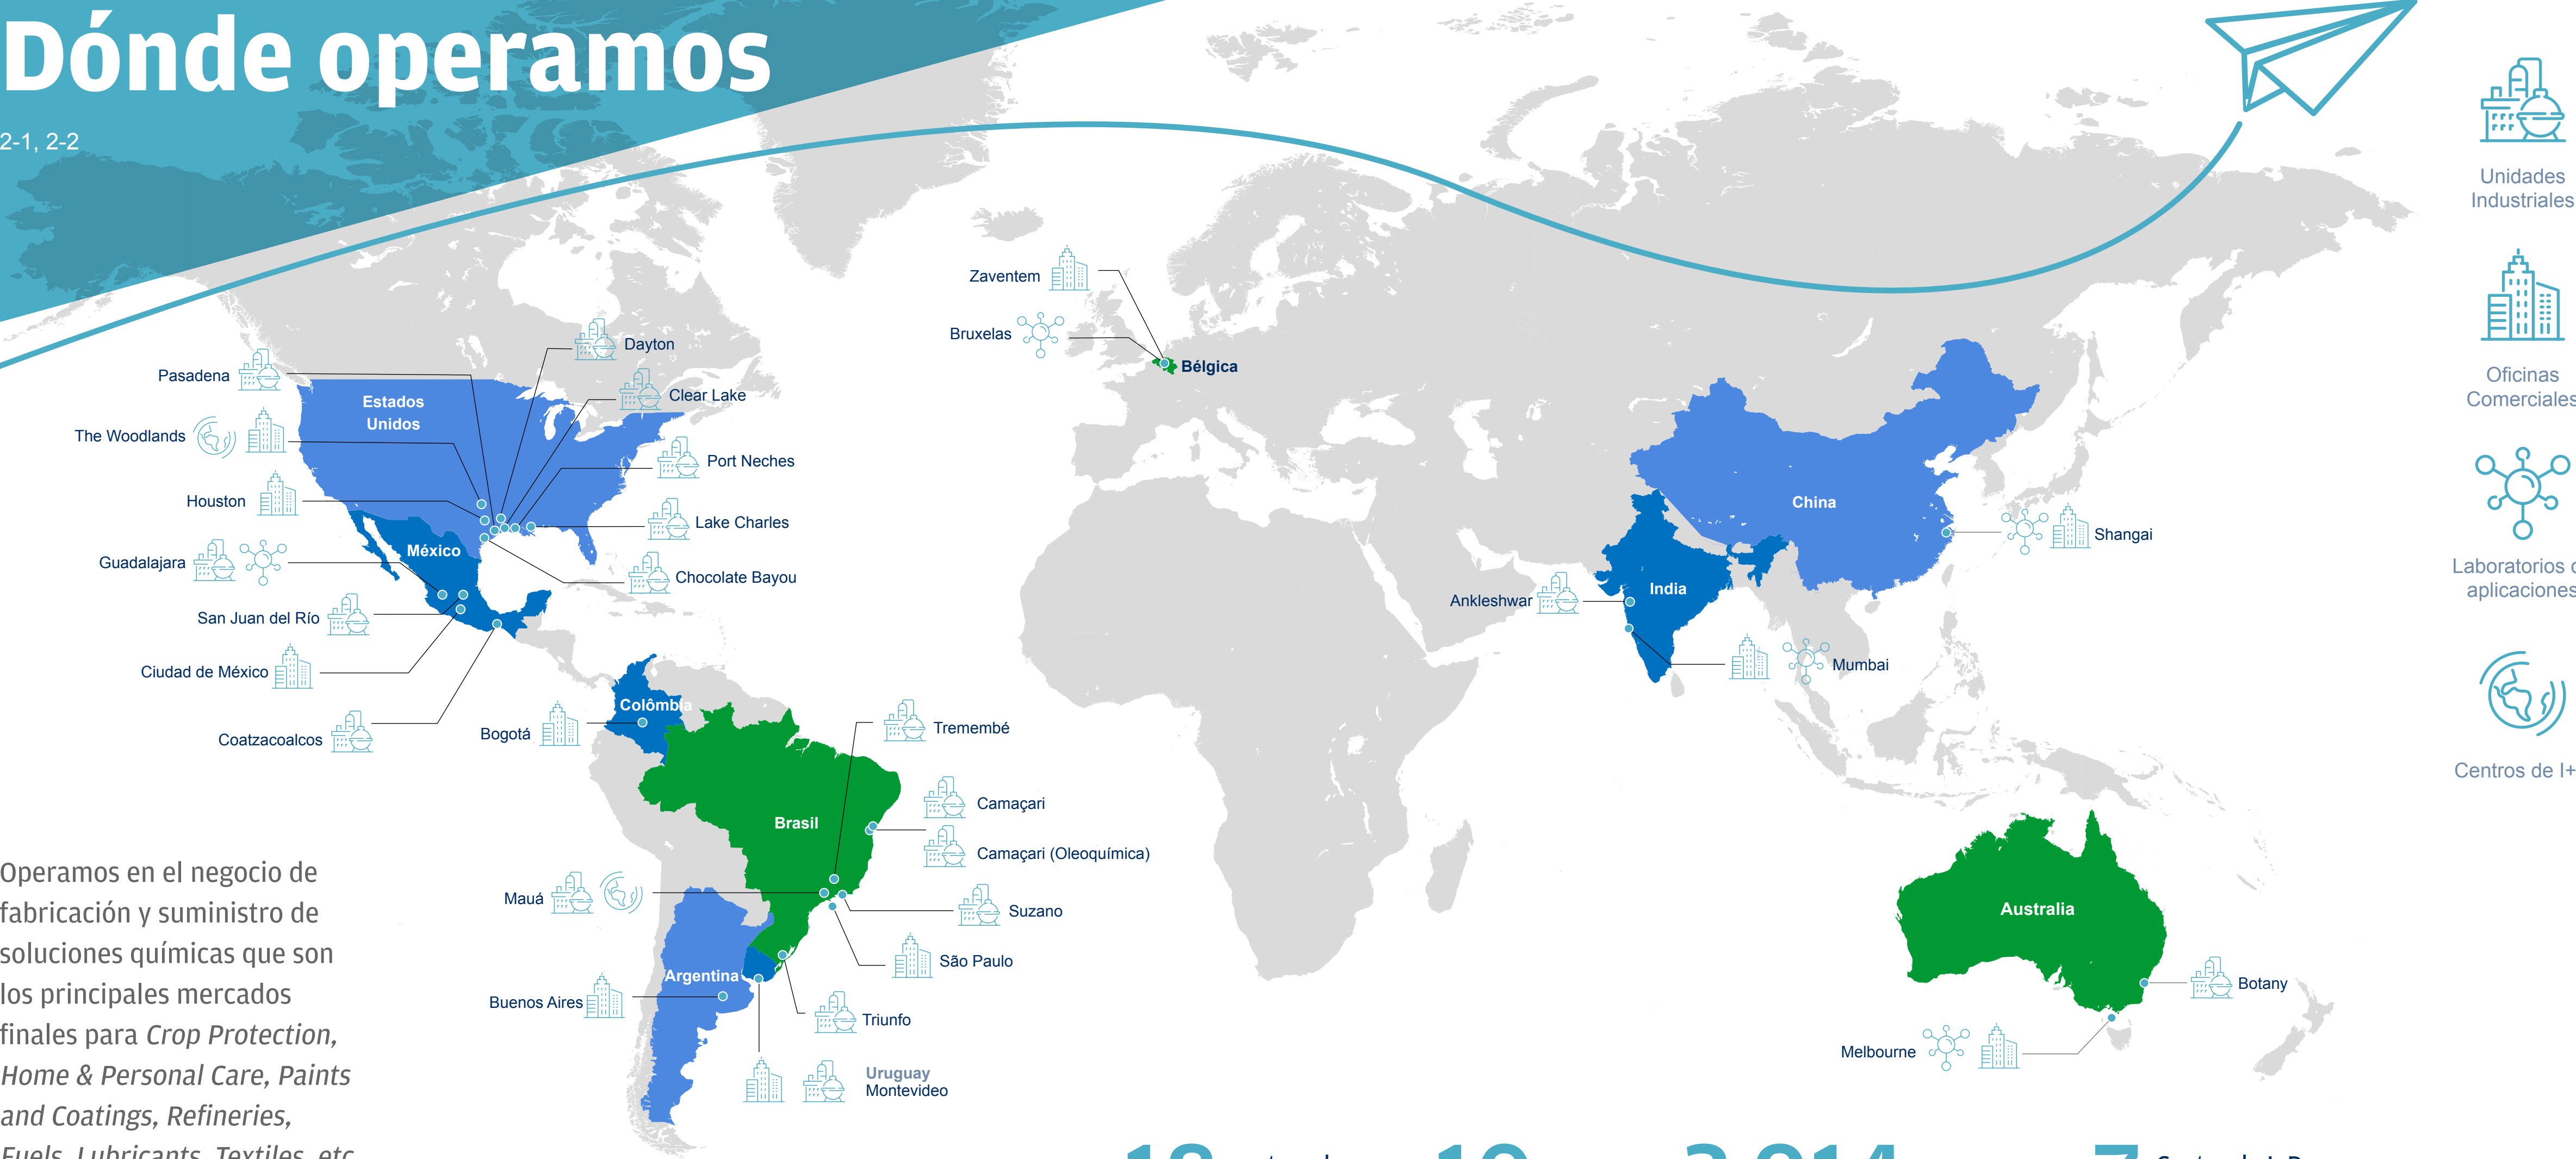 Dónde operamos
2-1, 2-2
Unidades
Industriales
Oficinas
Comerciales
Laboratorios
aplicaciones
Centros de I+
Zaventem
Bruxelas
Bélgica
Dayton
Pasadena
Clear Lake
Estados
Unidos
The Woodlands
Port Neches
Houston
Lake Charles
México
Guadalajara
Chocolate Bayou
San Juan del Río
Ciudad de México
Coatzacoalcos
China
Shangai
India
Ankleshwar
Mumbai
Colômbia
Bogotá
Tremembé
Camaçari
Brasil
Camaçari (Oleoquímica)
Mauá
Suzano
São Paulo
Argentina
Buenos Aires
Triunfo
Uruguay
Montevideo
Australia
Botany
Melbourne
Operamos en el negocio de
fabricación y suministro de
soluciones químicas que son
los principales mercados
finales para Crop Protection,
Home & Personal Care, Paints
and Coatings, Refineries,
Fuels, Lubricants, Textiles, etc